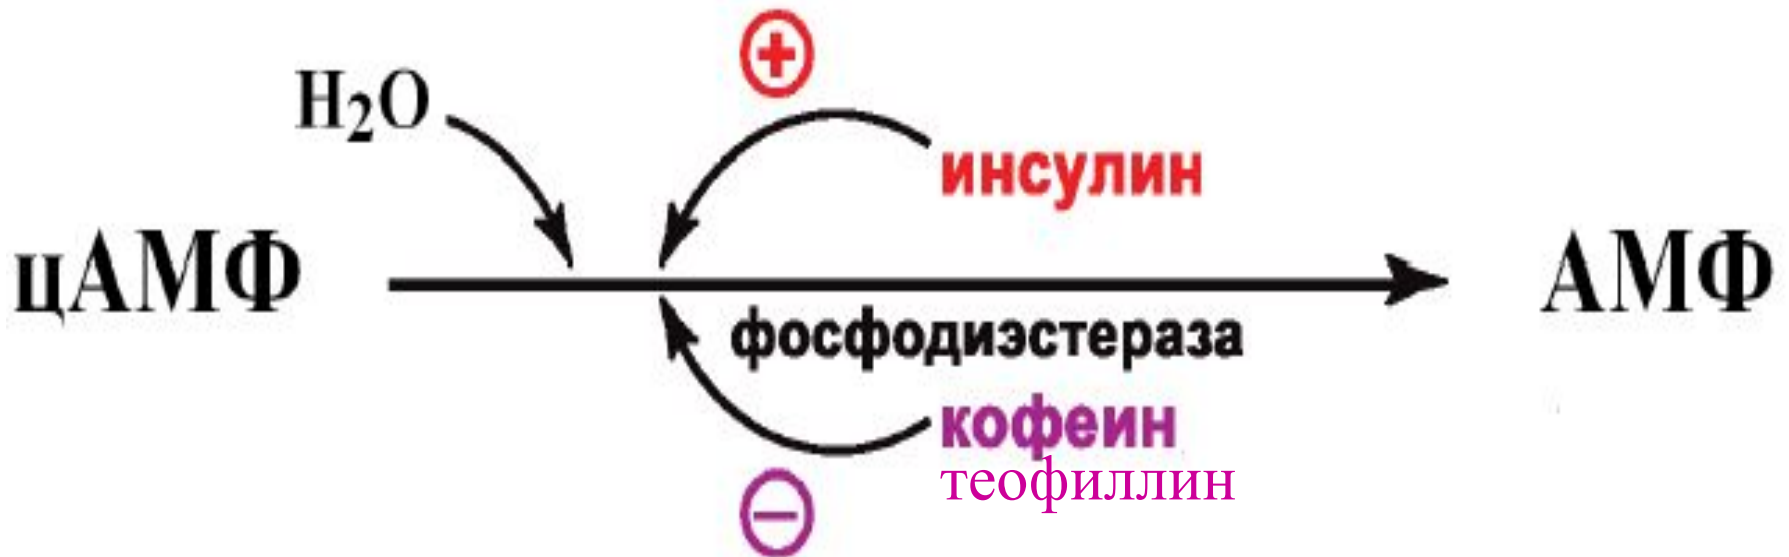 +
H₂O
инсулин
цАМФ
АМФ
фосфодиэстераза
кофеин
теофиллин
−